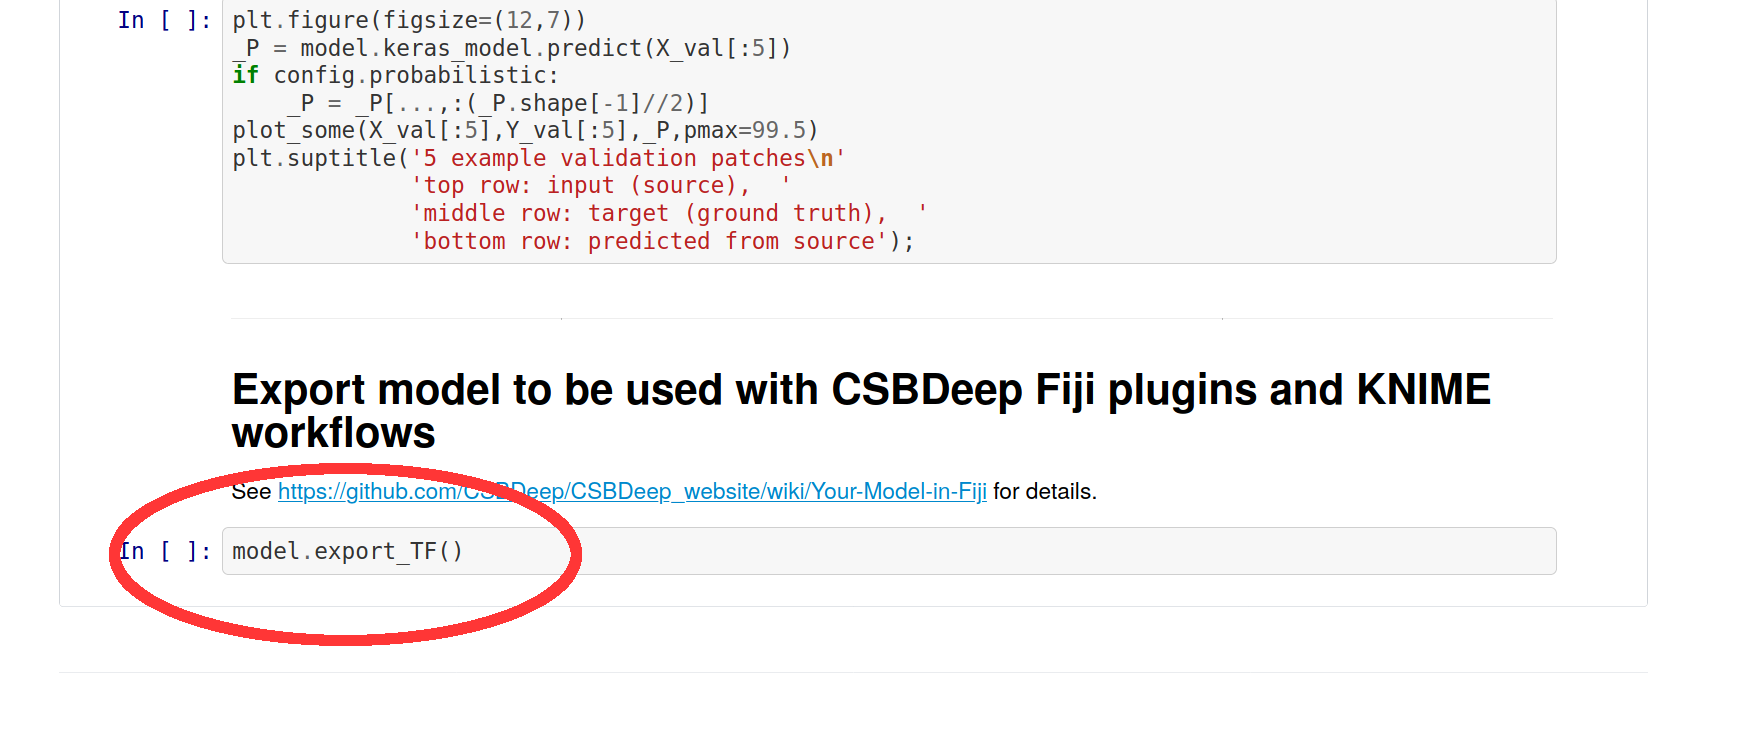 In [ ]: plt.figure(figsize=(12,7))
_P = model.keras_model.predict(X_val[:5])
if config.probabilistic:
    _P = _P[...,:(_P.shape[-1]//2)]
plot_some(X_val[:5],Y_val[:5],_P,pmax=99.5)
plt.suptitle('5 example validation patches\n'
             'top row: input (source),  '
             'middle row: target (ground truth),  '
             'bottom row: predicted from source');
Export model to be used with CSBDeep Fiji plugins and KNIME
workflows
See https://github.com/CSBDeep/CSBDeep_website/wiki/Your-Model-in-Fiji for details.
In [ ]: model.export_TF()